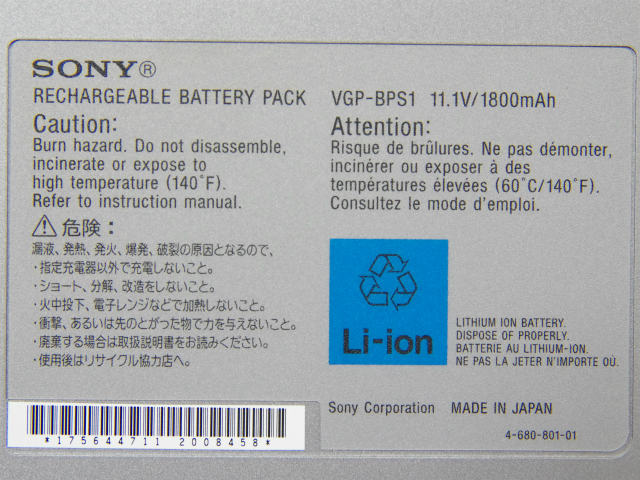 SONY®
RECHARGEABLE BATTERY PACK VGP-BPS1 11.1V/1800mAh
Caution:
Burn hazard. Do not disassemble,
incinerate or expose to
high temperature (140°F).
Refer to instruction manual.
Attention:
Risque de brûlures. Ne pas démonter,
incinérer ou exposer à des
températures élevées (60°C/140°F).
Consultez le mode d'emploi.
危険：
漏液、発熱、発火、爆発、破裂の原因となるので、
・指定充電器以外で充電しないこと。
・ショート、分解、改造をしないこと。
・火中投下、電子レンジなどで加熱しないこと。
・衝撃、あるいは先のとがった物で力を与えないこと。
・廃棄する場合は取扱説明書をお読みください。
・使用後はリサイクル協力店へ。
Li-ion
LITHIUM ION BATTERY.
DISPOSE OF PROPERLY.
BATTERIE AU LITHIUM-ION.
NE PAS LA JETER N'IMPORTE OÙ.
*175644711 2008458*
Sony Corporation MADE IN JAPAN
4-680-801-01